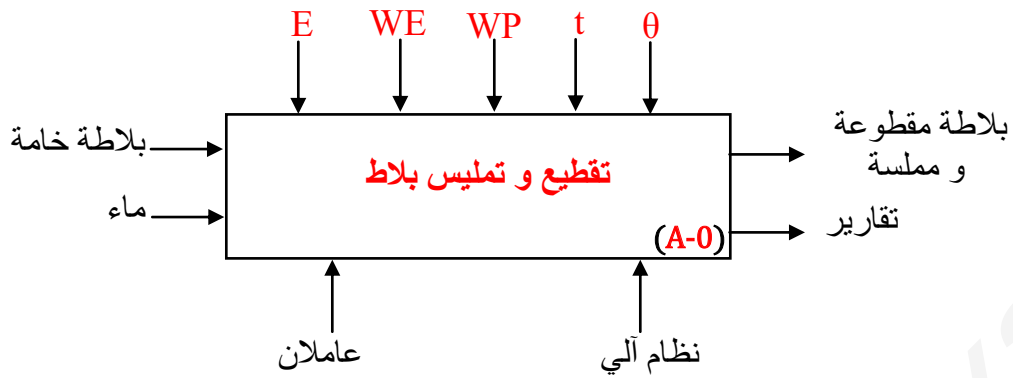 E WE WP t θ
بلاطة خامة
ماء
تقطيع و تمليس بلاط
(A-0)
بلاطة مقطوعة
و مملسة
تقارير
عاملان
نظام آلي